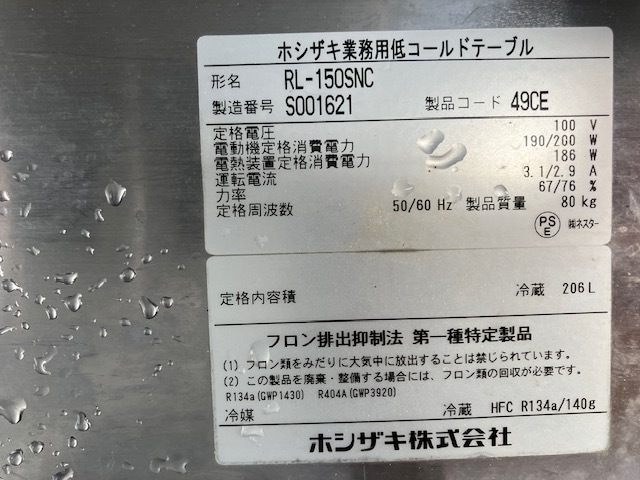 ホシザキ業務用低コールドテーブル
形名 RL-150SNC
製造番号 S001621 製品コード 49CE
定格電圧 100 V
電動機定格消費電力 190/260 W
電熱装置定格消費電力 186 W
運転電流 3.1/2.9 A
力率 67/76 %
定格周波数 50/60 Hz 製品質量 80 kg
PS E ㈱ネスター
定格内容積 冷蔵 206 L
フロン排出抑制法 第一種特定製品
(1) フロン類をみだりに大気中に放出することは禁じられています。
(2) この製品を廃棄・整備する場合には、フロン類の回収が必要です。
R134a(GWP1430) R404A(GWP3920)
冷媒 冷蔵 HFC R134a/140g
ホシザキ株式会社